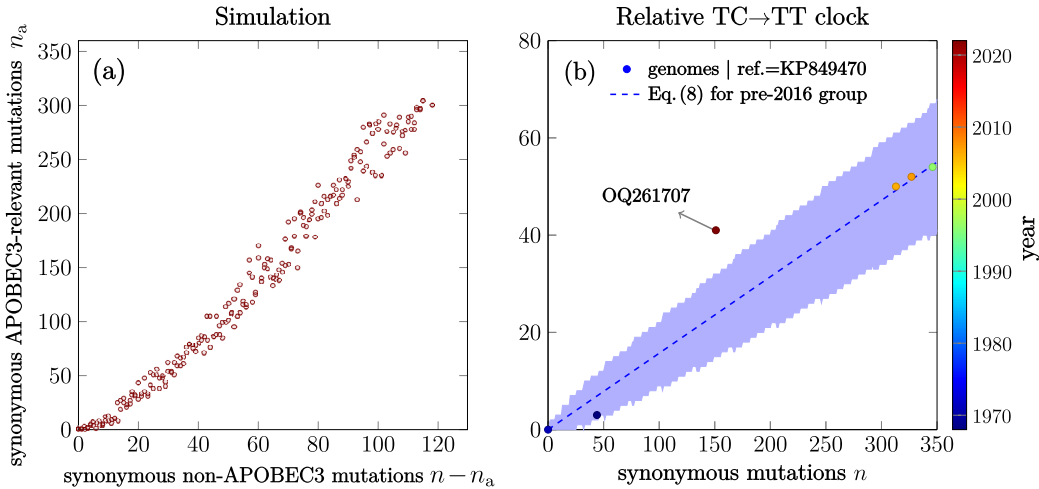 Simulation
(a)
synonymous APOBEC3-relevant mutations nₐ
350
300
250
200
150
100
50
0
0 20 40 60 80 100 120
synonymous non-APOBEC3 mutations n−nₐ
Relative TC→TT clock
(b)
genomes | ref.=KP849470
Eq. (8) for pre-2016 group
OQ261707
80
60
40
20
0
0 50 100 150 200 250 300 350
synonymous mutations n
2020
2010
2000
1990
1980
1970
year